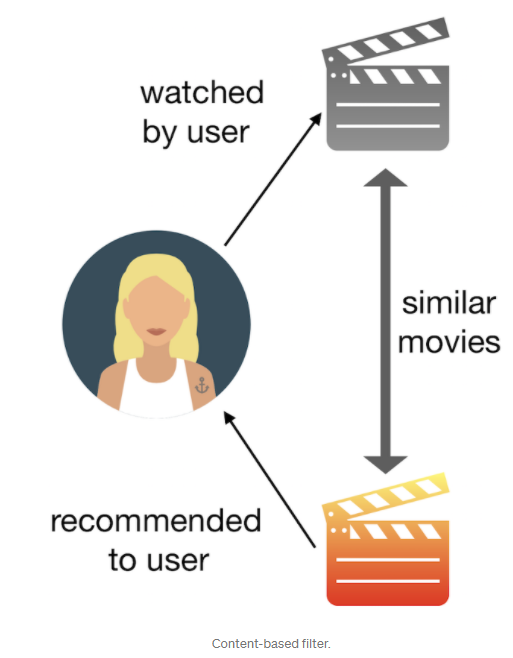 watched
by user
similar
movies
recommended
to user
Content-based filter.